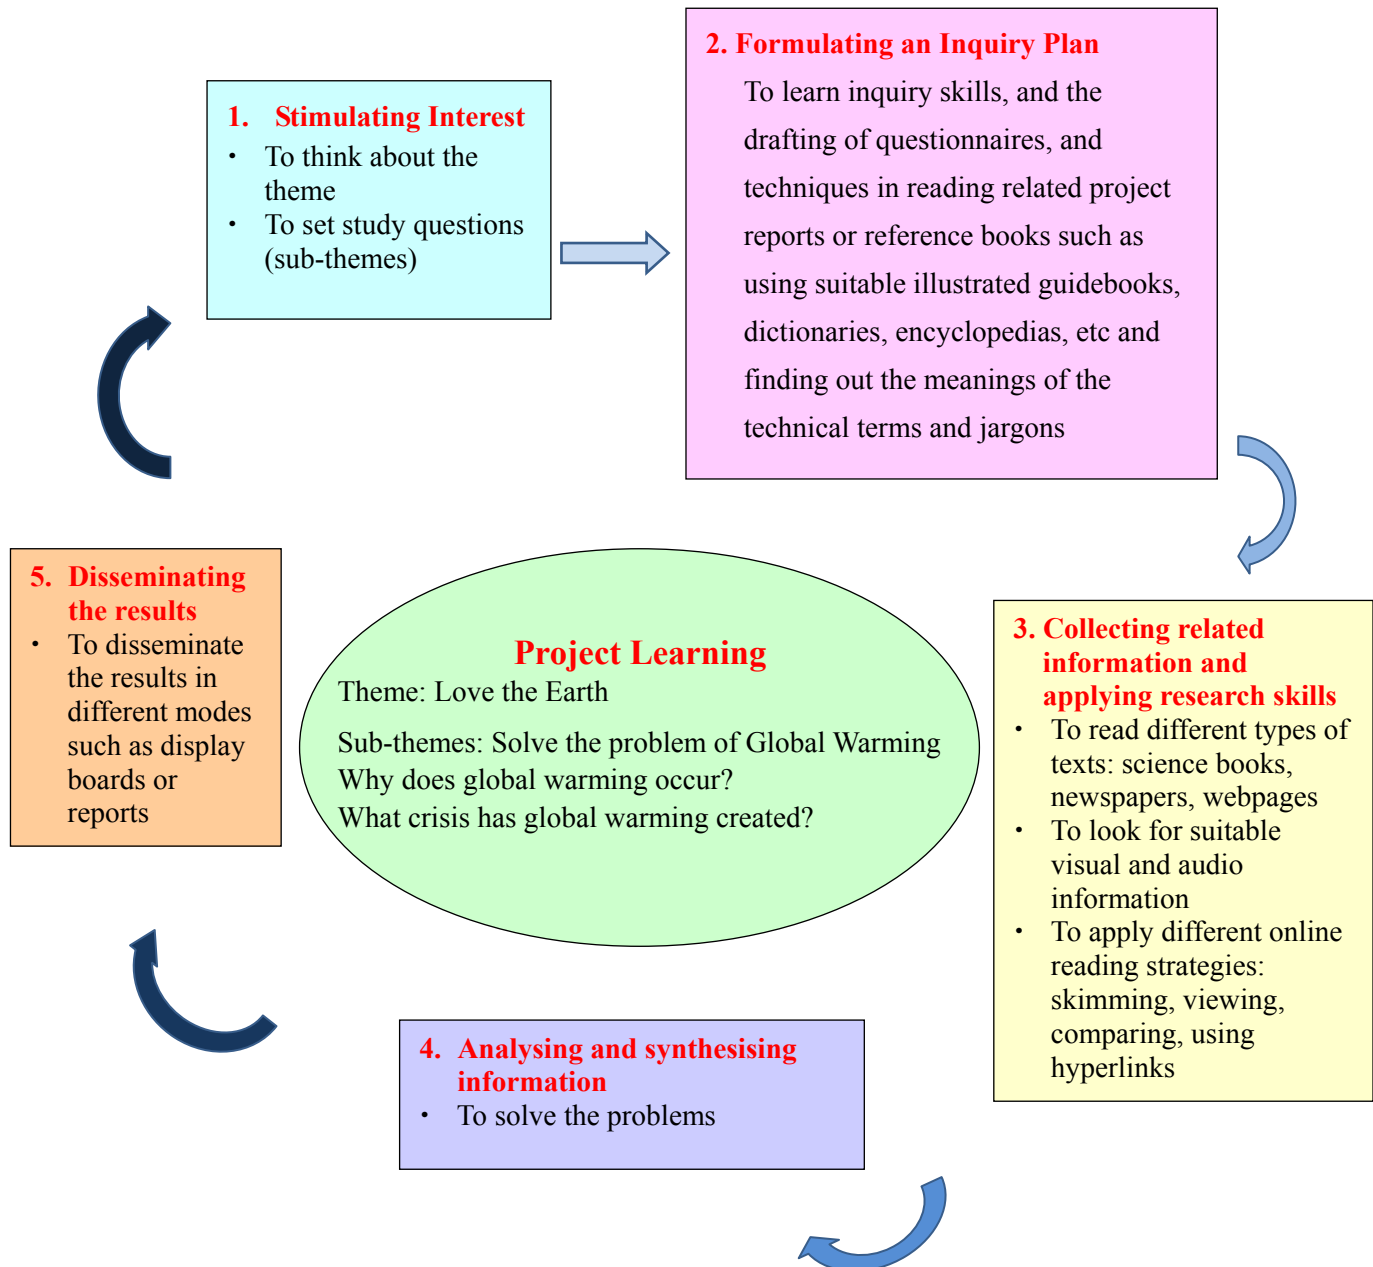 1. Stimulating Interest
· To think about the
theme
· To set study questions
(sub-themes)
2. Formulating an Inquiry Plan
To learn inquiry skills, and the
drafting of questionnaires, and
techniques in reading related project
reports or reference books such as
using suitable illustrated guidebooks,
dictionaries, encyclopedias, etc and
finding out the meanings of the
technical terms and jargons
3. Collecting related
information and
applying research skills
· To read different types of
texts: science books,
newspapers, webpages
· To look for suitable
visual and audio
information
· To apply different online
reading strategies:
skimming, viewing,
comparing, using
hyperlinks
4. Analysing and synthesising
information
· To solve the problems
5. Disseminating
the results
· To disseminate
the results in
different modes
such as display
boards or
reports
Project Learning
Theme: Love the Earth
Sub-themes: Solve the problem of Global Warming
Why does global warming occur?
What crisis has global warming created?